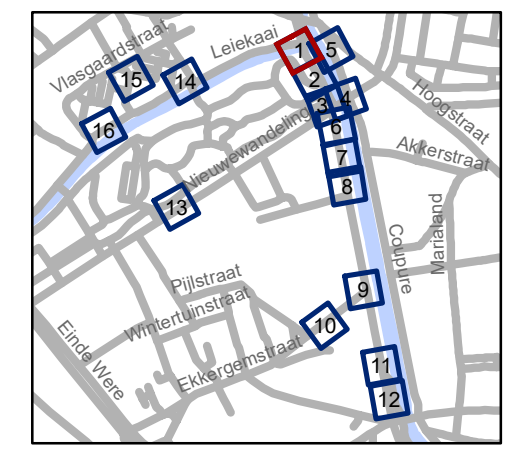 Vlasgaardstraat
Leiekaai
1
5
15
14
2
Hoogstraat
3
4
16
6
Nieuwewandeling
7
Akkerstraat
8
13
Marialand
Coupure
Pijlstraat
9
Wintertuinstraat
10
Einde Were
Ekkergemstraat
11
12